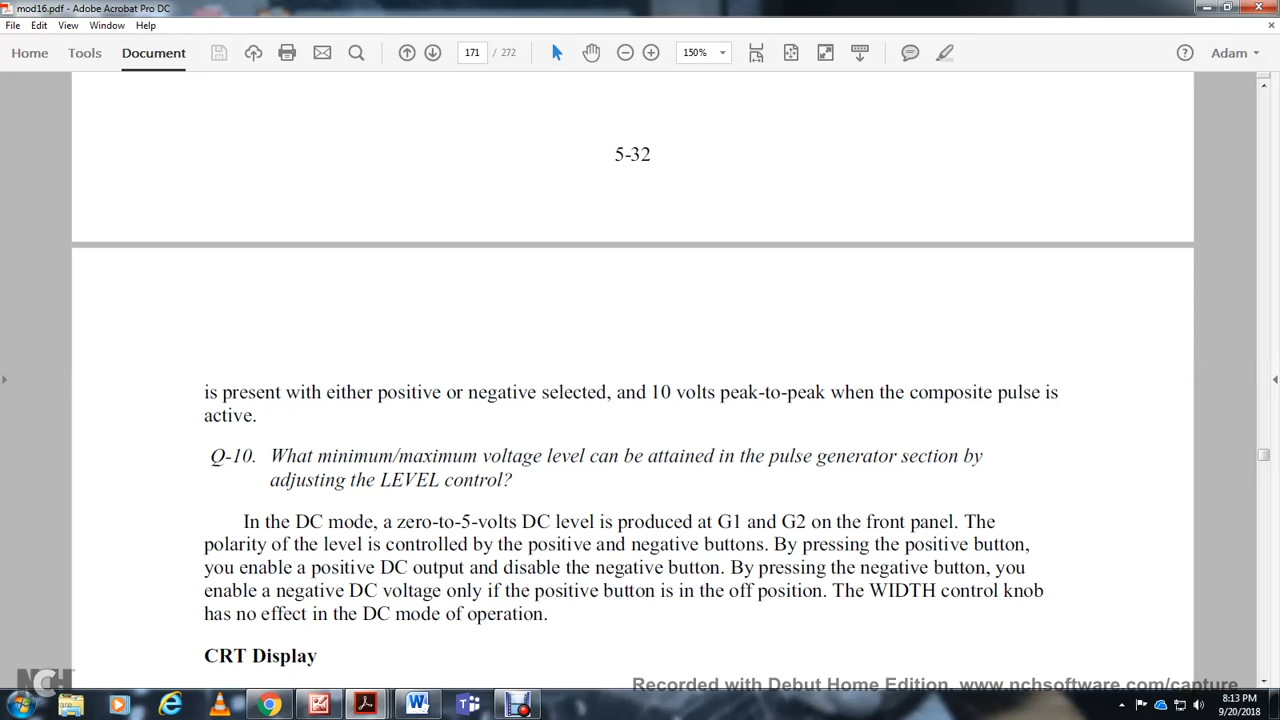 mod16.pdf - Adobe Acrobat Pro DC
File Edit View Window Help
Home Tools Document 171 / 272 150% Adam
5-32
is present with either positive or negative selected, and 10 volts peak-to-peak when the composite pulse is
active.
Q-10. What minimum/maximum voltage level can be attained in the pulse generator section by
adjusting the LEVEL control?
In the DC mode, a zero-to-5-volts DC level is produced at G1 and G2 on the front panel. The
polarity of the level is controlled by the positive and negative buttons. By pressing the positive button,
you enable a positive DC output and disable the negative button. By pressing the negative button, you
enable a negative DC voltage only if the positive button is in the off position. The WIDTH control knob
has no effect in the DC mode of operation.
CRT Display
NCH
Recorded with Debut Home Edition. www.nchsoftware.com/capture
8:13 PM
9/20/2018